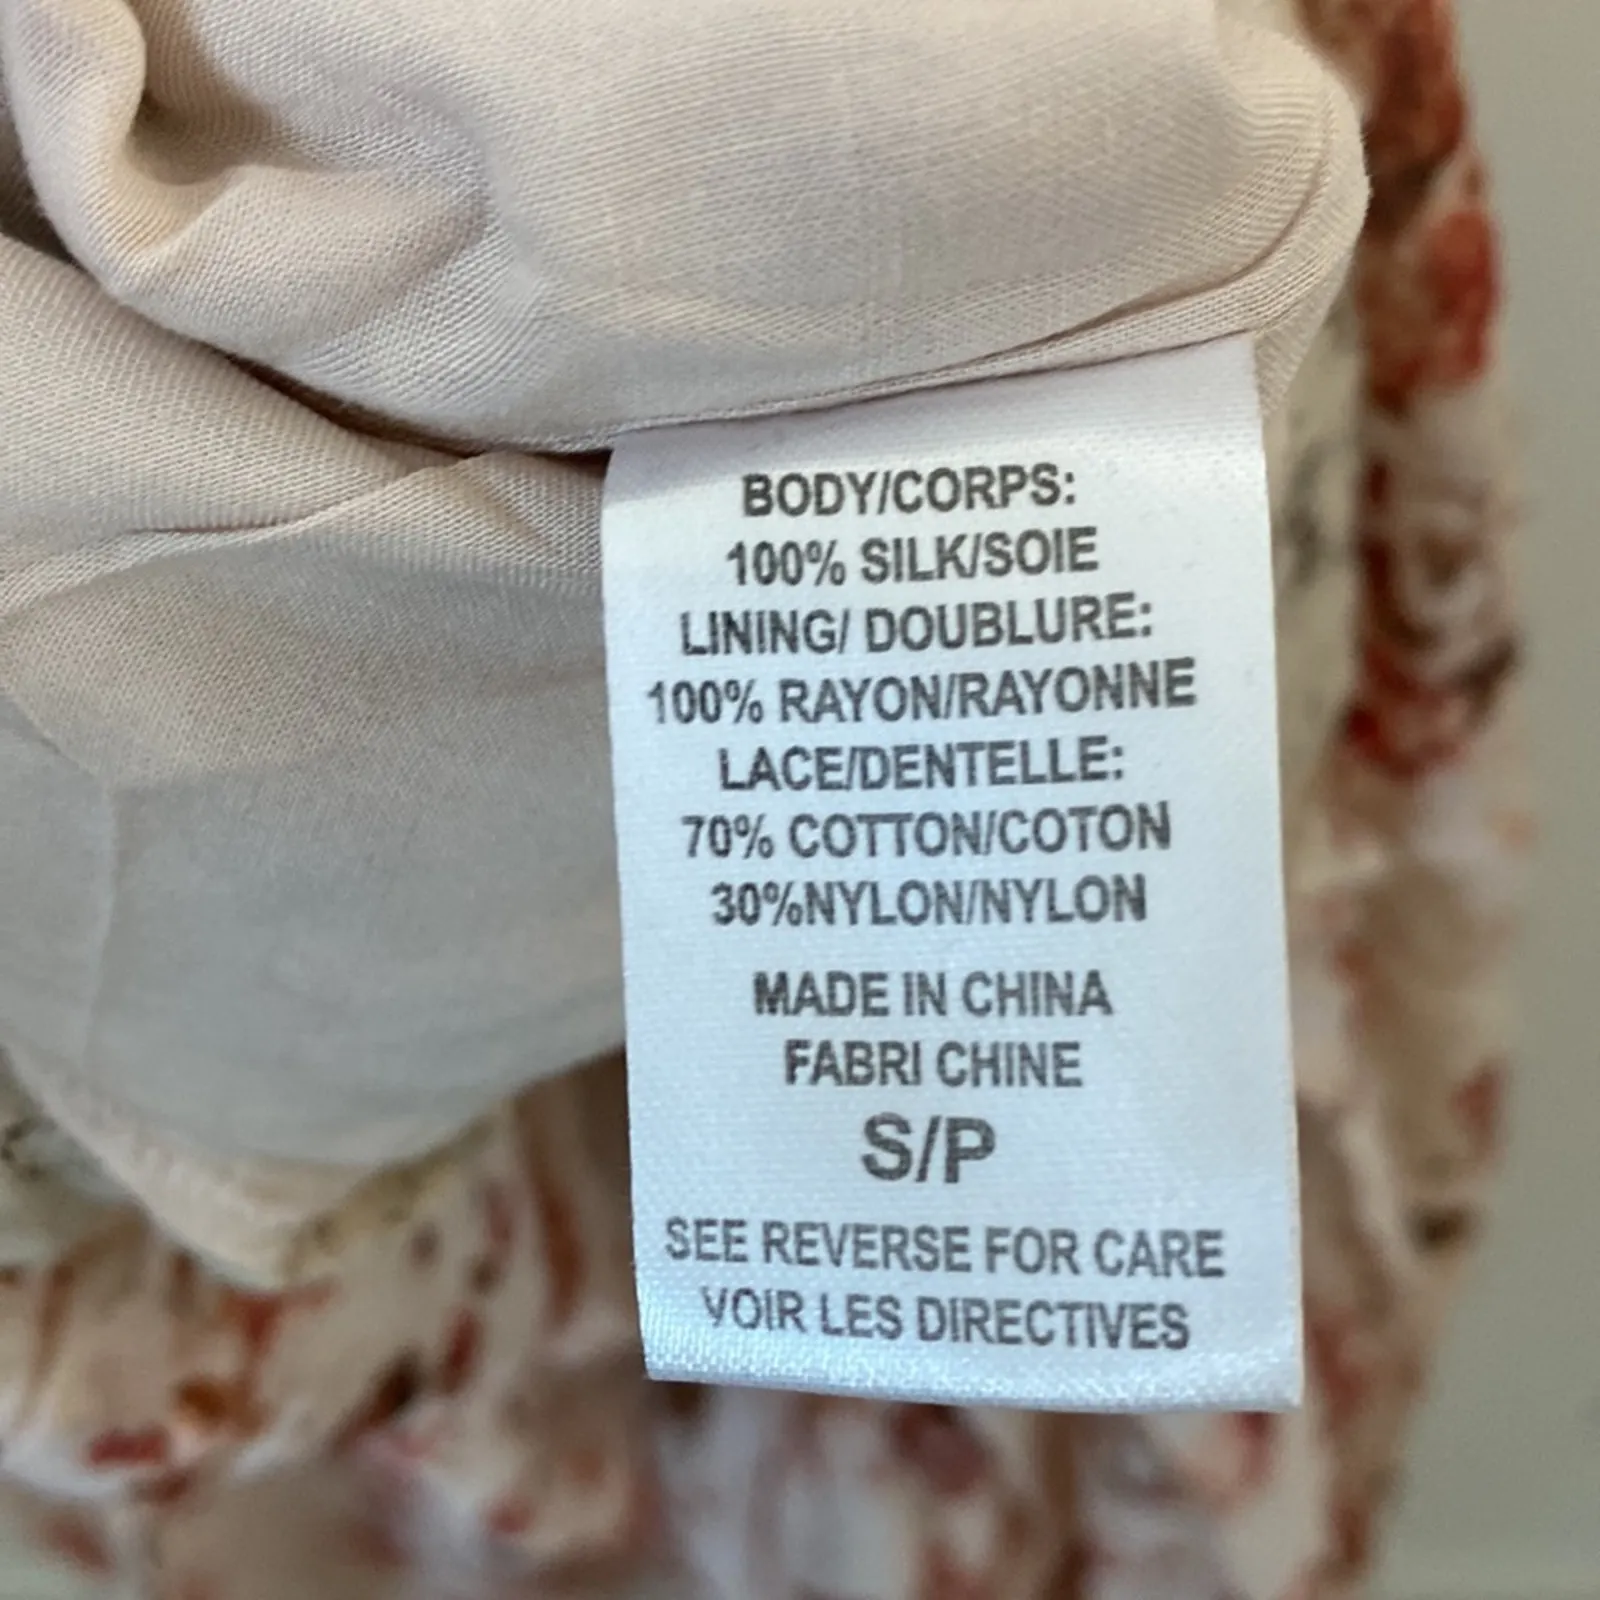 BODY/CORPS:
100% SILK/SOIE
LINING/ DOUBLURE:
100% RAYON/RAYONNE
LACE/DENTELLE:
70% COTTON/COTON
30%NYLON/NYLON
MADE IN CHINA
FABRI CHINE
S/P
SEE REVERSE FOR CARE
VOIR LES DIRECTIVES